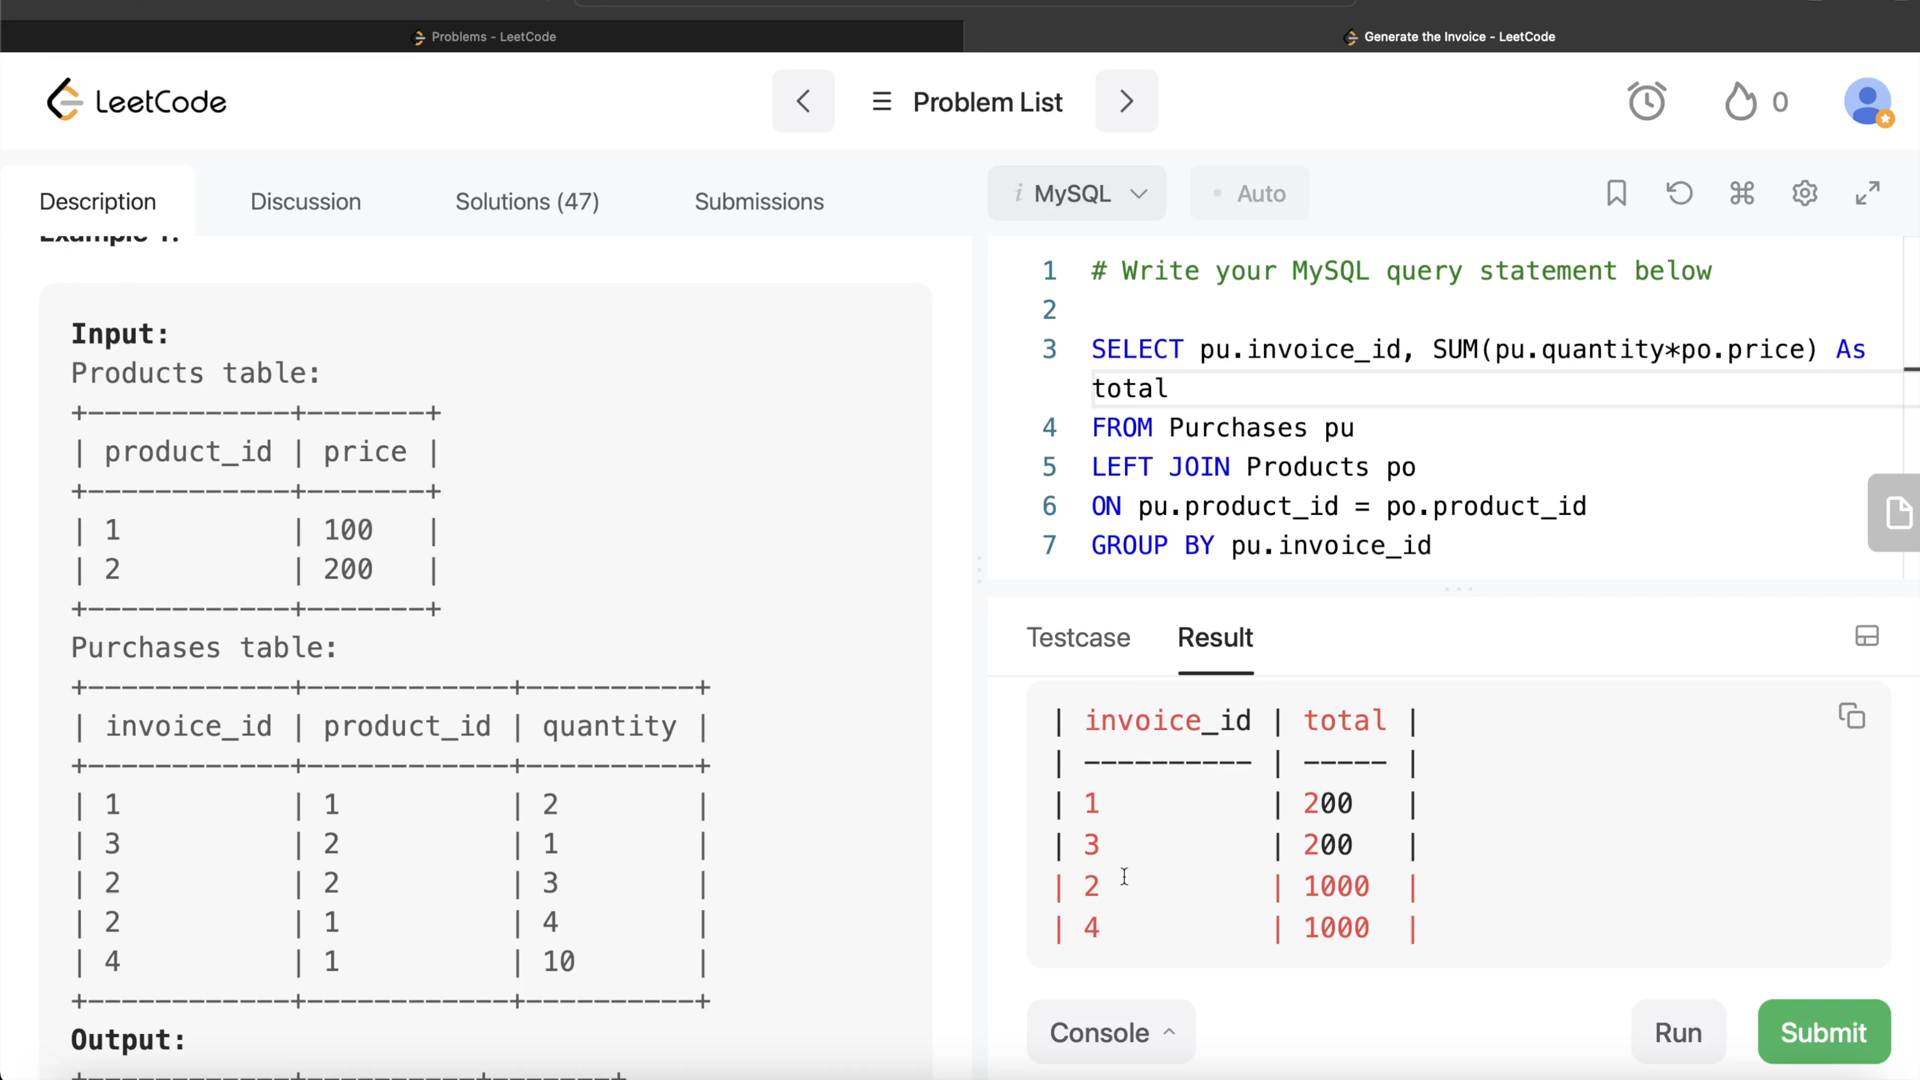 Problems - LeetCode
Generate the Invoice - LeetCode
LeetCode
Problem List
0
Description
Discussion
Solutions (47)
Submissions
i MySQL
Auto
Example 1:
Input:
Products table:
+------------+-------+
| product_id | price |
+------------+-------+
| 1 | 100 |
| 2 | 200 |
+------------+-------+
Purchases table:
+------------+------------+----------+
| invoice_id | product_id | quantity |
+------------+------------+----------+
| 1 | 1 | 2 |
| 3 | 2 | 1 |
| 2 | 2 | 3 |
| 2 | 1 | 4 |
| 4 | 1 | 10 |
+------------+------------+----------+
Output:
1 # Write your MySQL query statement below
2
3 SELECT pu.invoice_id, SUM(pu.quantity*po.price) As
total
4 FROM Purchases pu
5 LEFT JOIN Products po
6 ON pu.product_id = po.product_id
7 GROUP BY pu.invoice_id
Testcase
Result
| invoice_id | total |
| ---------- | ----- |
| 1 | 200 |
| 3 | 200 |
| 2 | 1000 |
| 4 | 1000 |
Console
Run
Submit